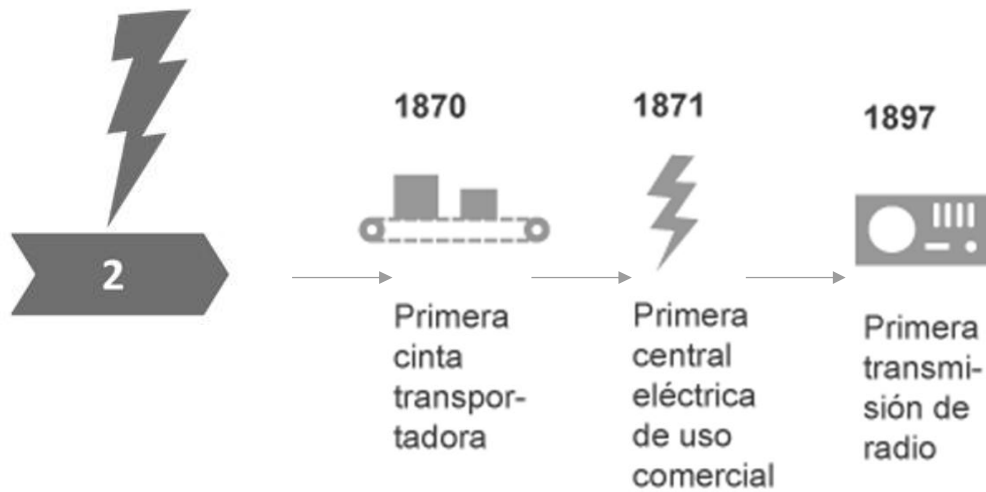 2
1870
Primera
cinta
transpor-
tadora
1871
Primera
central
eléctrica
de uso
comercial
1897
Primera
transmi-
sión de
radio